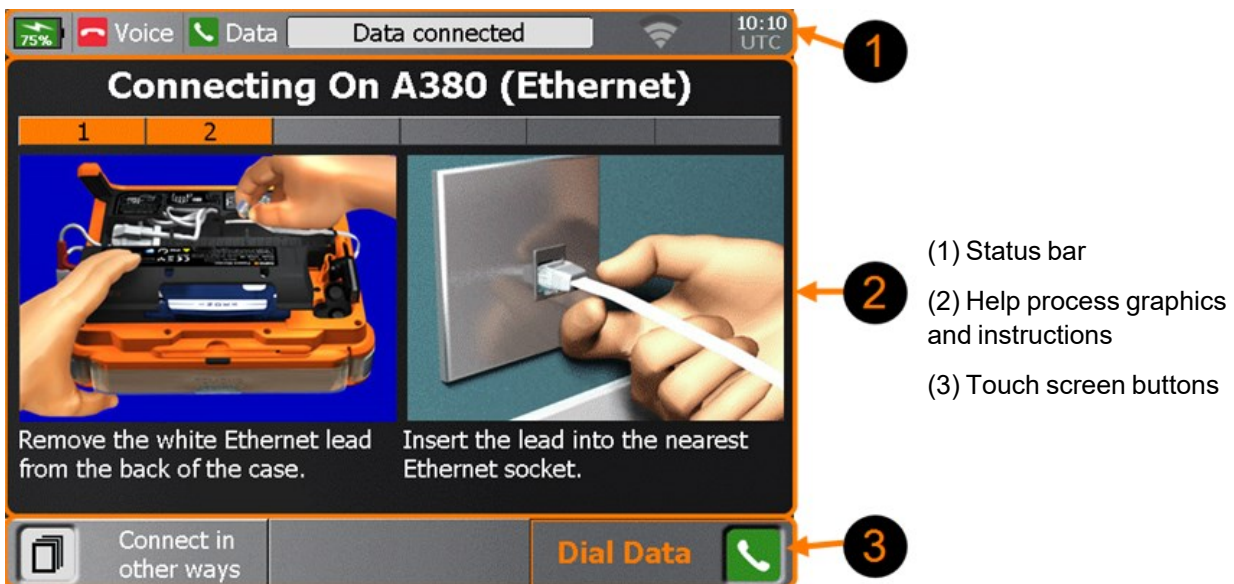 75% Voice Data Data connected 10:10
UTC
1
Connecting On A380 (Ethernet)
1 2
Remove the white Ethernet lead
from the back of the case.
Insert the lead into the nearest
Ethernet socket.
2
(1) Status bar
(2) Help process graphics
and instructions
(3) Touch screen buttons
Connect in
other ways
Dial Data
3